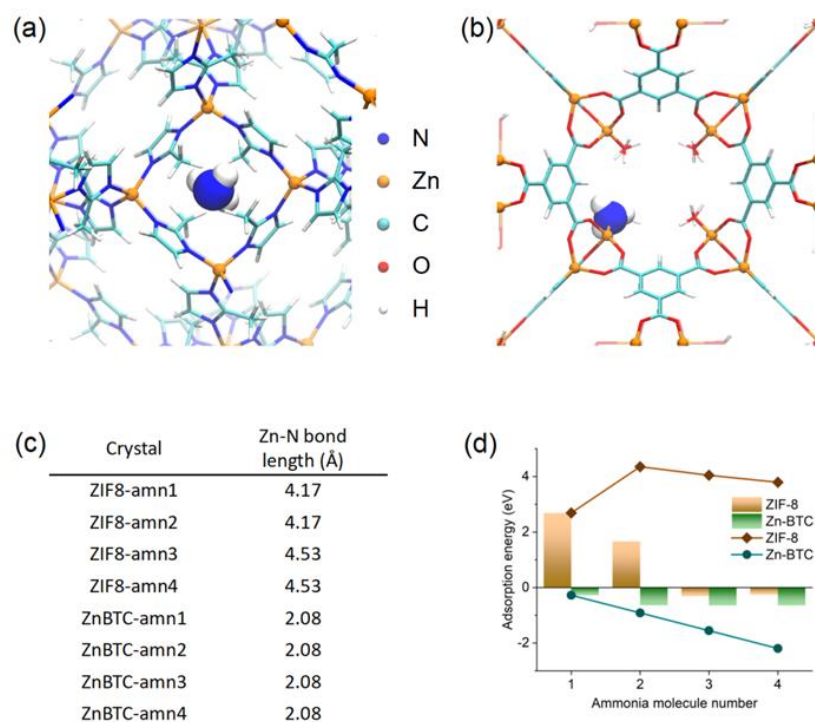 (a)
(b)
N
Zn
C
O
H
(c)
Crystal Zn-N bond
length (Å)
ZIF8-amn1 4.17
ZIF8-amn2 4.17
ZIF8-amn3 4.53
ZIF8-amn4 4.53
ZnBTC-amn1 2.08
ZnBTC-amn2 2.08
ZnBTC-amn3 2.08
ZnBTC-amn4 2.08
(d)
Adsorption energy (eV)
4
2
0
-2
ZIF-8
Zn-BTC
ZIF-8
Zn-BTC
1 2 3 4
Ammonia molecule number